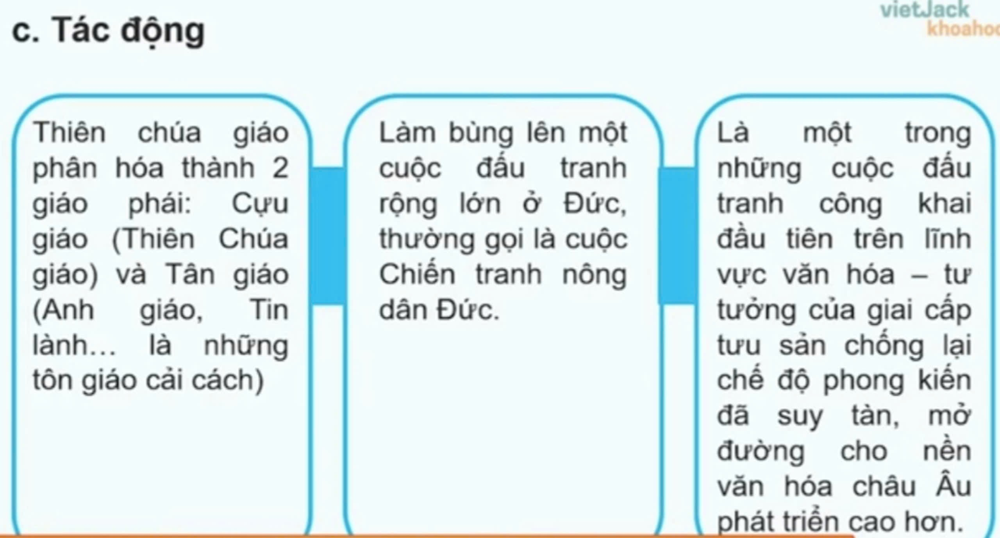 vietJack
khoahoc
c. Tác động
Thiên chúa giáo
phân hóa thành 2
giáo phái: Cựu
giáo (Thiên Chúa
giáo) và Tân giáo
(Anh giáo, Tin
lành... là những
tôn giáo cải cách)
Làm bùng lên một
cuộc đấu tranh
rộng lớn ở Đức,
thường gọi là cuộc
Chiến tranh nông
dân Đức.
Là một trong
những cuộc đấu
tranh công khai
đầu tiên trên lĩnh
vực văn hóa – tư
tưởng của giai cấp
tưu sản chống lại
chế độ phong kiến
đã suy tàn, mở
đường cho nền
văn hóa châu Âu
phát triển cao hơn.